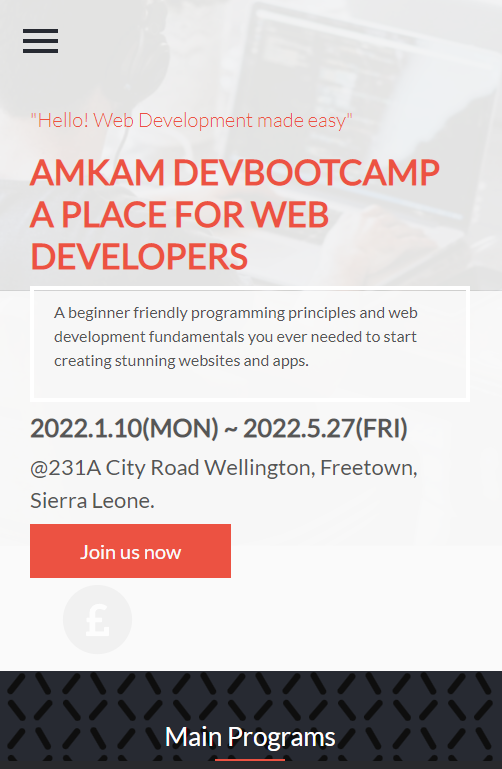 "Hello! Web Development made easy"
AMKAM DEVBOOTCAMP
A PLACE FOR WEB
DEVELOPERS
A beginner friendly programming principles and web
development fundamentals you ever needed to start
creating stunning websites and apps.
2022.1.10(MON) ~ 2022.5.27(FRI)
@231A City Road Wellington, Freetown,
Sierra Leone.
Join us now
£
Main Programs